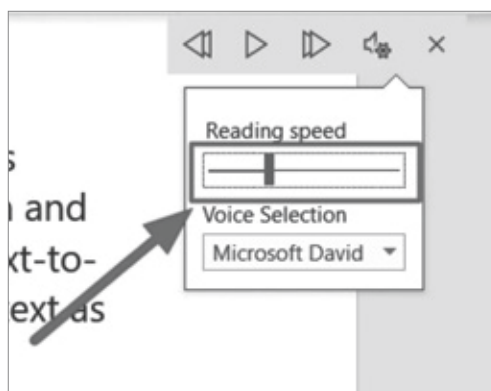 Reading speed
and
Voice Selection
xt-to-
Microsoft David
ext as